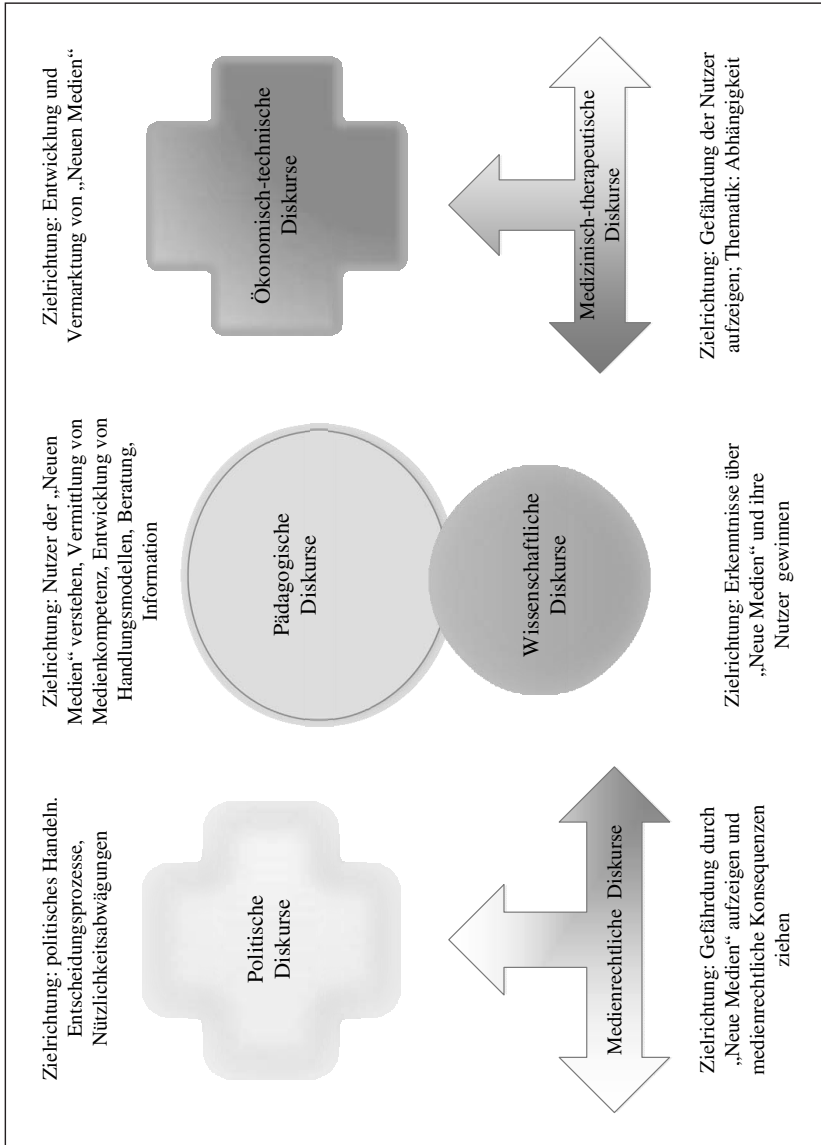 Zielrichtung: politisches Handeln.
Entscheidungsprozesse,
Nützlichkeitsabwägungen
Zielrichtung: Nutzer der „Neuen
Medien“ verstehen, Vermittlung von
Medienkompetenz, Entwicklung von
Handlungsmodellen, Beratung,
Information
Zielrichtung: Entwicklung und
Vermarktung von „Neuen Medien“
Politische
Diskurse
Pädagogische
Diskurse
Ökonomisch-technische
Diskurse
Medienrechtliche Diskurse
Wissenschaftliche
Diskurse
Medizinisch-therapeutische
Diskurse
Zielrichtung: Gefährdung durch
„Neue Medien“ aufzeigen und
medienrechtliche Konsequenzen
ziehen
Zielrichtung: Erkenntnisse über
„Neue Medien“ und ihre
Nutzer gewinnen
Zielrichtung: Gefährdung der Nutzer
aufzeigen; Thematik: Abhängigkeit